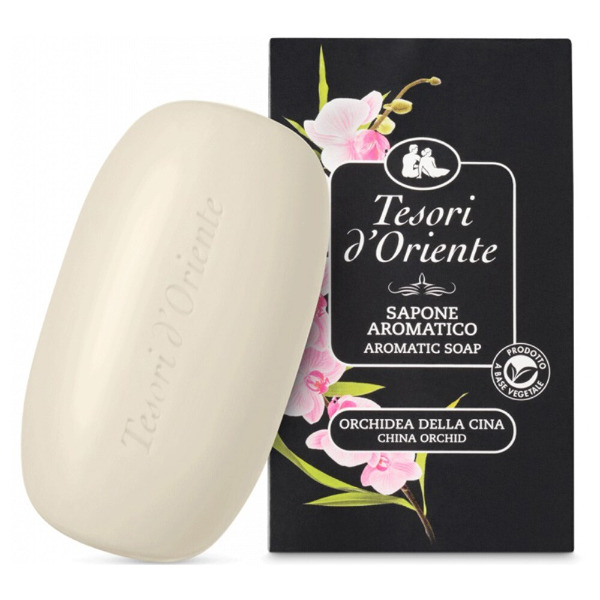 Tesori d'Oriente
Tesori
d'Oriente
SAPONE
AROMATICO
AROMATIC SOAP
PRODOTTO
A BASE VEGETALE
ORCHIDEA DELLA CINA
CHINA ORCHID